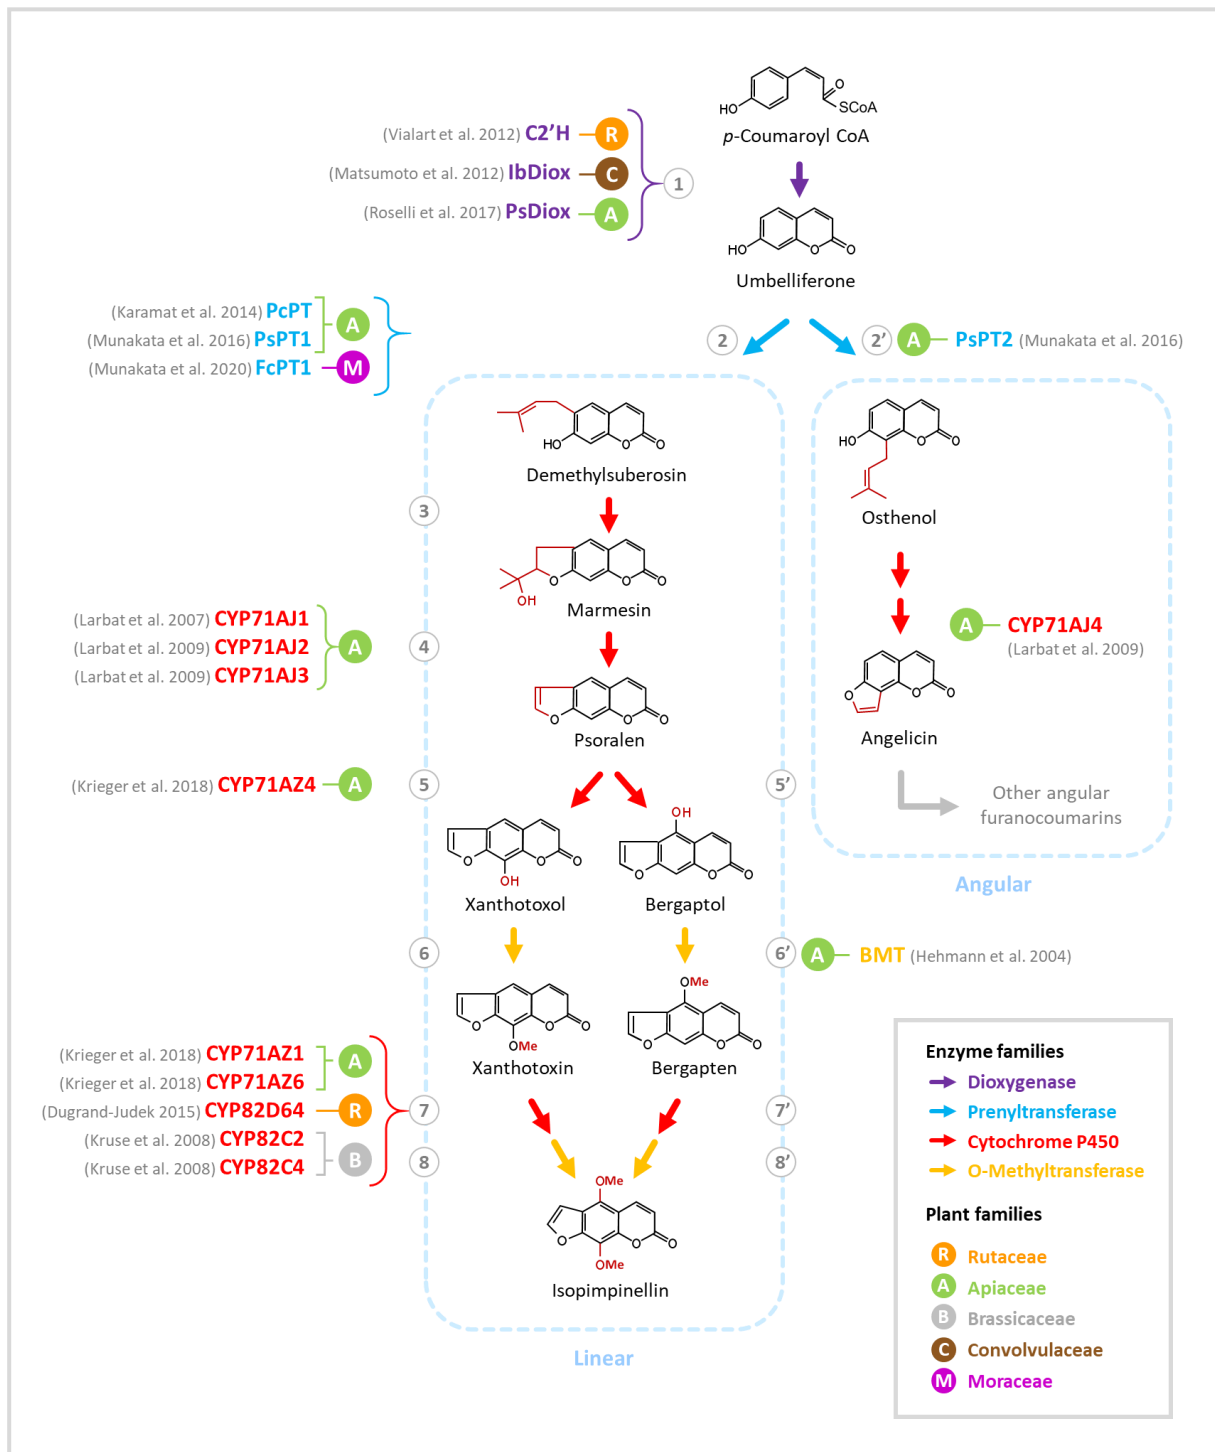 HO
O
SCoA
p-Coumaroyl CoA
(Vialart et al. 2012) C2’H R
(Matsumoto et al. 2012) IbDiox C
(Roselli et al. 2017) PsDiox A
1
HO
O
O
Umbelliferone
(Karamat et al. 2014) PcPT
(Munakata et al. 2016) PsPT1
A
(Munakata et al. 2020) FcPT1 M
2
2’ A PsPT2 (Munakata et al. 2016)
HO
O
O
Demethylsuberosin
HO
O
O
Osthenol
3
OH
O
O
O
Marmesin
(Larbat et al. 2007) CYP71AJ1
(Larbat et al. 2009) CYP71AJ2
(Larbat et al. 2009) CYP71AJ3
A
4
A CYP71AJ4
(Larbat et al. 2009)
O
O
O
Psoralen
O
O
O
Angelicin
Other angular
furanocoumarins
Angular
(Krieger et al. 2018) CYP71AZ4 A
5
5’
O
O
O
OH
Xanthotoxol
OH
O
O
O
Bergaptol
6
6’ A BMT (Hehmann et al. 2004)
O
O
O
OMe
Xanthotoxin
OMe
O
O
O
Bergapten
(Krieger et al. 2018) CYP71AZ1
(Krieger et al. 2018) CYP71AZ6
A
(Dugrand-Judek 2015) CYP82D64 R
(Kruse et al. 2008) CYP82C2
(Kruse et al. 2008) CYP82C4
B
7
7’
8
8’
OMe
O
O
O
OMe
Isopimpinellin
Linear
Enzyme families
Dioxygenase
Prenyltransferase
Cytochrome P450
O-Methyltransferase
Plant families
R Rutaceae
A Apiaceae
B Brassicaceae
C Convolvulaceae
M Moraceae